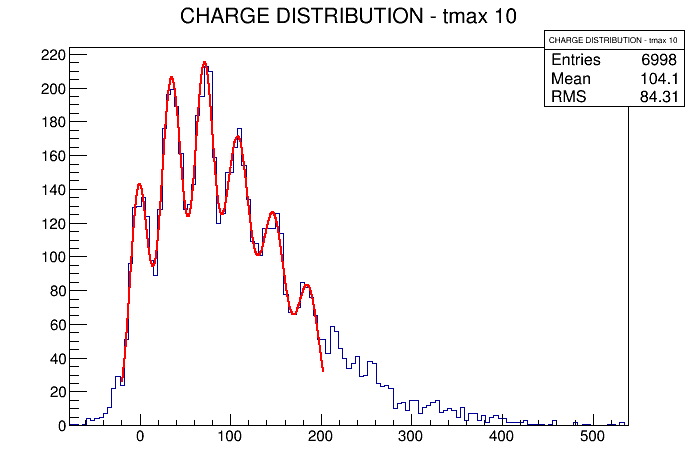 CHARGE DISTRIBUTION - tmax 10
CHARGE DISTRIBUTION - tmax 10
Entries 6998
Mean 104.1
RMS 84.31
220
200
180
160
140
120
100
80
60
40
20
0
0 100 200 300 400 500